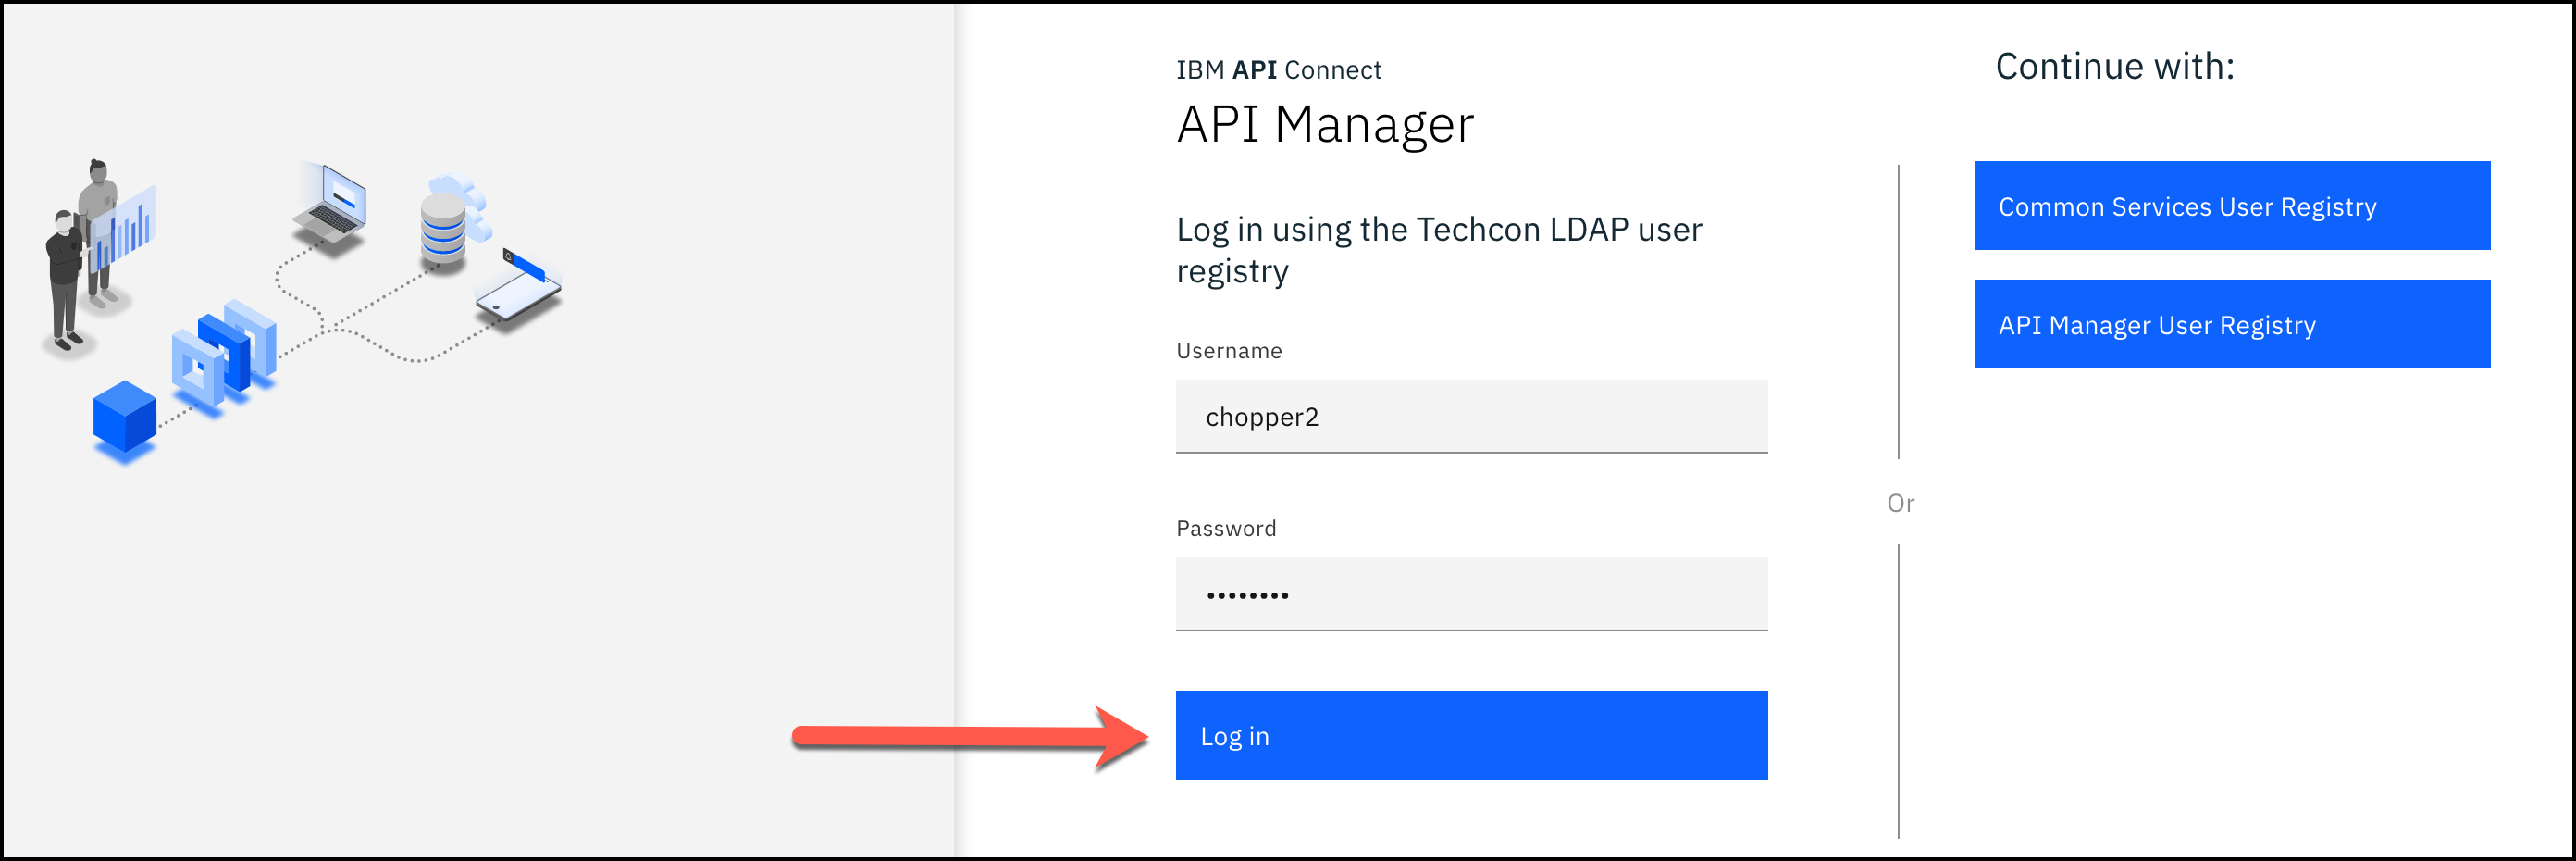 IBM API Connect
API Manager
Log in using the Techcon LDAP user
registry
Username
chopper2
Password
••••••••
Log in
Or
Continue with:
Common Services User Registry
API Manager User Registry